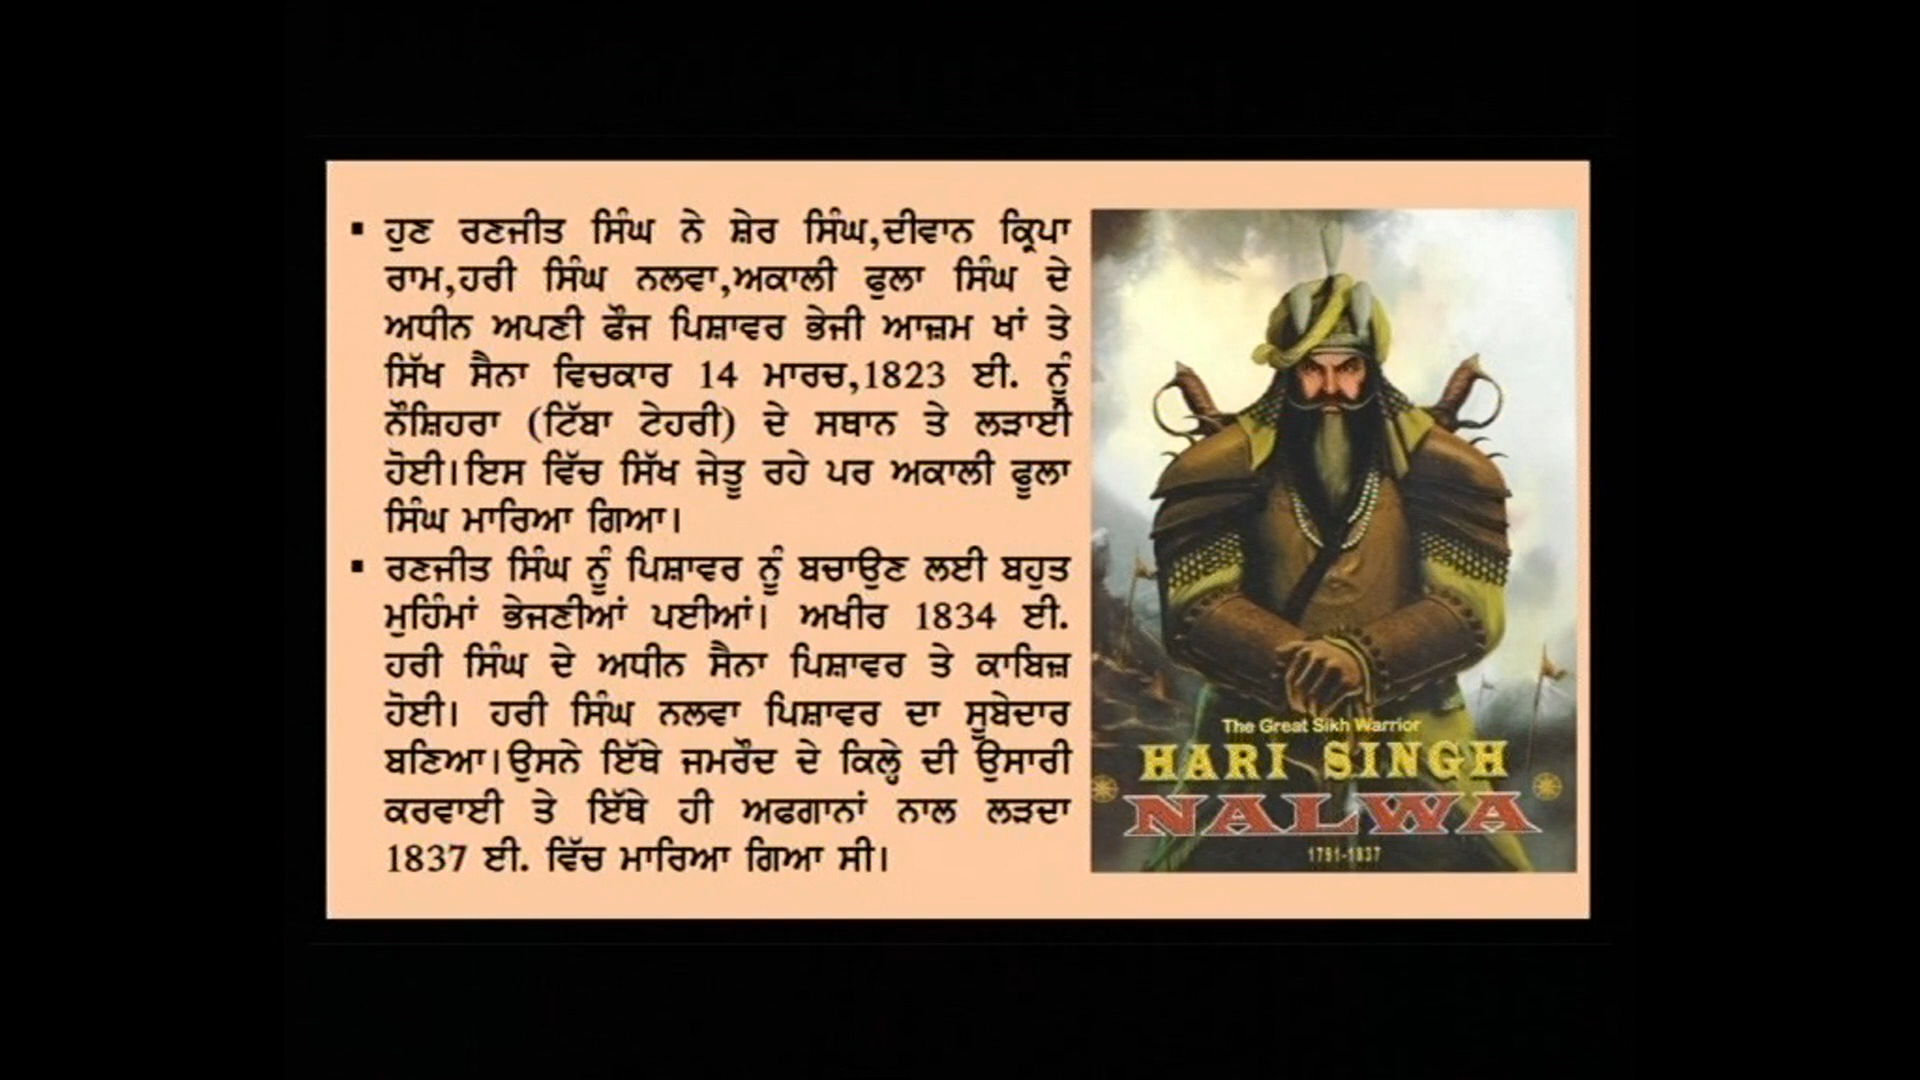 ▪ ਹੁਣ ਰਣਜੀਤ ਸਿੰਘ ਨੇ ਸ਼ੇਰ ਸਿੰਘ,ਦੀਵਾਨ ਕ੍ਰਿਪਾ
ਰਾਮ,ਹਰੀ ਸਿੰਘ ਨਲਵਾ,ਅਕਾਲੀ ਫੁਲਾ ਸਿੰਘ ਦੇ
ਅਧੀਨ ਅਪਣੀ ਫੌਜ ਪਿਸ਼ਾਵਰ ਭੇਜੀ ਆਜ਼ਮ ਖਾਂ ਤੇ
ਸਿੱਖ ਸੈਨਾ ਵਿਚਕਾਰ 14 ਮਾਰਚ,1823 ਈ. ਨੂੰ
ਨੌਸ਼ਿਹਰਾ (ਟਿੱਬਾ ਟੇਹਰੀ) ਦੇ ਸਥਾਨ ਤੇ ਲੜਾਈ
ਹੋਈ।ਇਸ ਵਿੱਚ ਸਿੱਖ ਜੇਤੂ ਰਹੇ ਪਰ ਅਕਾਲੀ ਫੂਲਾ
ਸਿੰਘ ਮਾਰਿਆ ਗਿਆ।
▪ ਰਣਜੀਤ ਸਿੰਘ ਨੂੰ ਪਿਸ਼ਾਵਰ ਨੂੰ ਬਚਾਉਣ ਲਈ ਬਹੁਤ
ਮੁਹਿੰਮਾਂ ਭੇਜਣੀਆਂ ਪਈਆਂ। ਅਖੀਰ 1834 ਈ.
ਹਰੀ ਸਿੰਘ ਦੇ ਅਧੀਨ ਸੈਨਾ ਪਿਸ਼ਾਵਰ ਤੇ ਕਾਬਿਜ਼
ਹੋਈ। ਹਰੀ ਸਿੰਘ ਨਲਵਾ ਪਿਸ਼ਾਵਰ ਦਾ ਸੂਬੇਦਾਰ
ਬਣਿਆ।ਉਸਨੇ ਇੱਥੇ ਜਮਰੌਦ ਦੇ ਕਿਲ੍ਹੇ ਦੀ ਉਸਾਰੀ
ਕਰਵਾਈ ਤੇ ਇੱਥੇ ਹੀ ਅਫਗਾਨਾਂ ਨਾਲ ਲੜਦਾ
1837 ਈ. ਵਿੱਚ ਮਾਰਿਆ ਗਿਆ ਸੀ।
The Great Sikh Warrior
HARI SINGH
NALWA
1791-1837